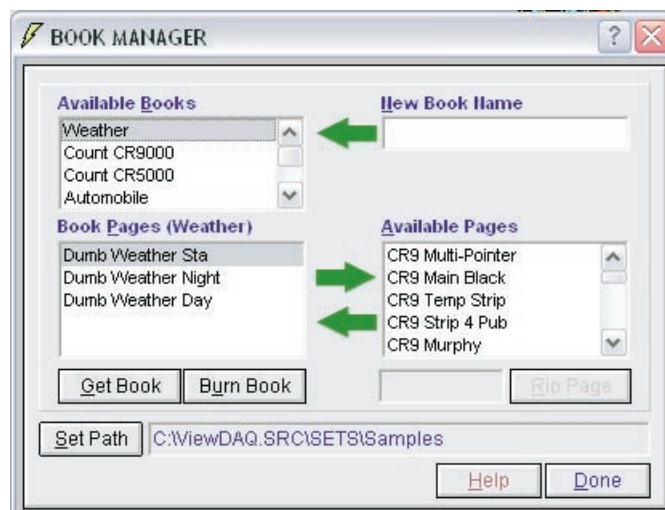 BOOK MANAGER
Available Books
New Book Name
Weather
Count CR9000
Count CR5000
Automobile
Book Pages (Weather)
Available Pages
Dumb Weather Sta
Dumb Weather Night
Dumb Weather Day
CR9 Multi-Pointer
CR9 Main Black
CR9 Temp Strip
CR9 Strip 4 Pub
CR9 Murphy
Get Book
Burn Book
Rip Page
Set Path
C:\ViewDAQ.SRC\SETS\Samples
Help
Done